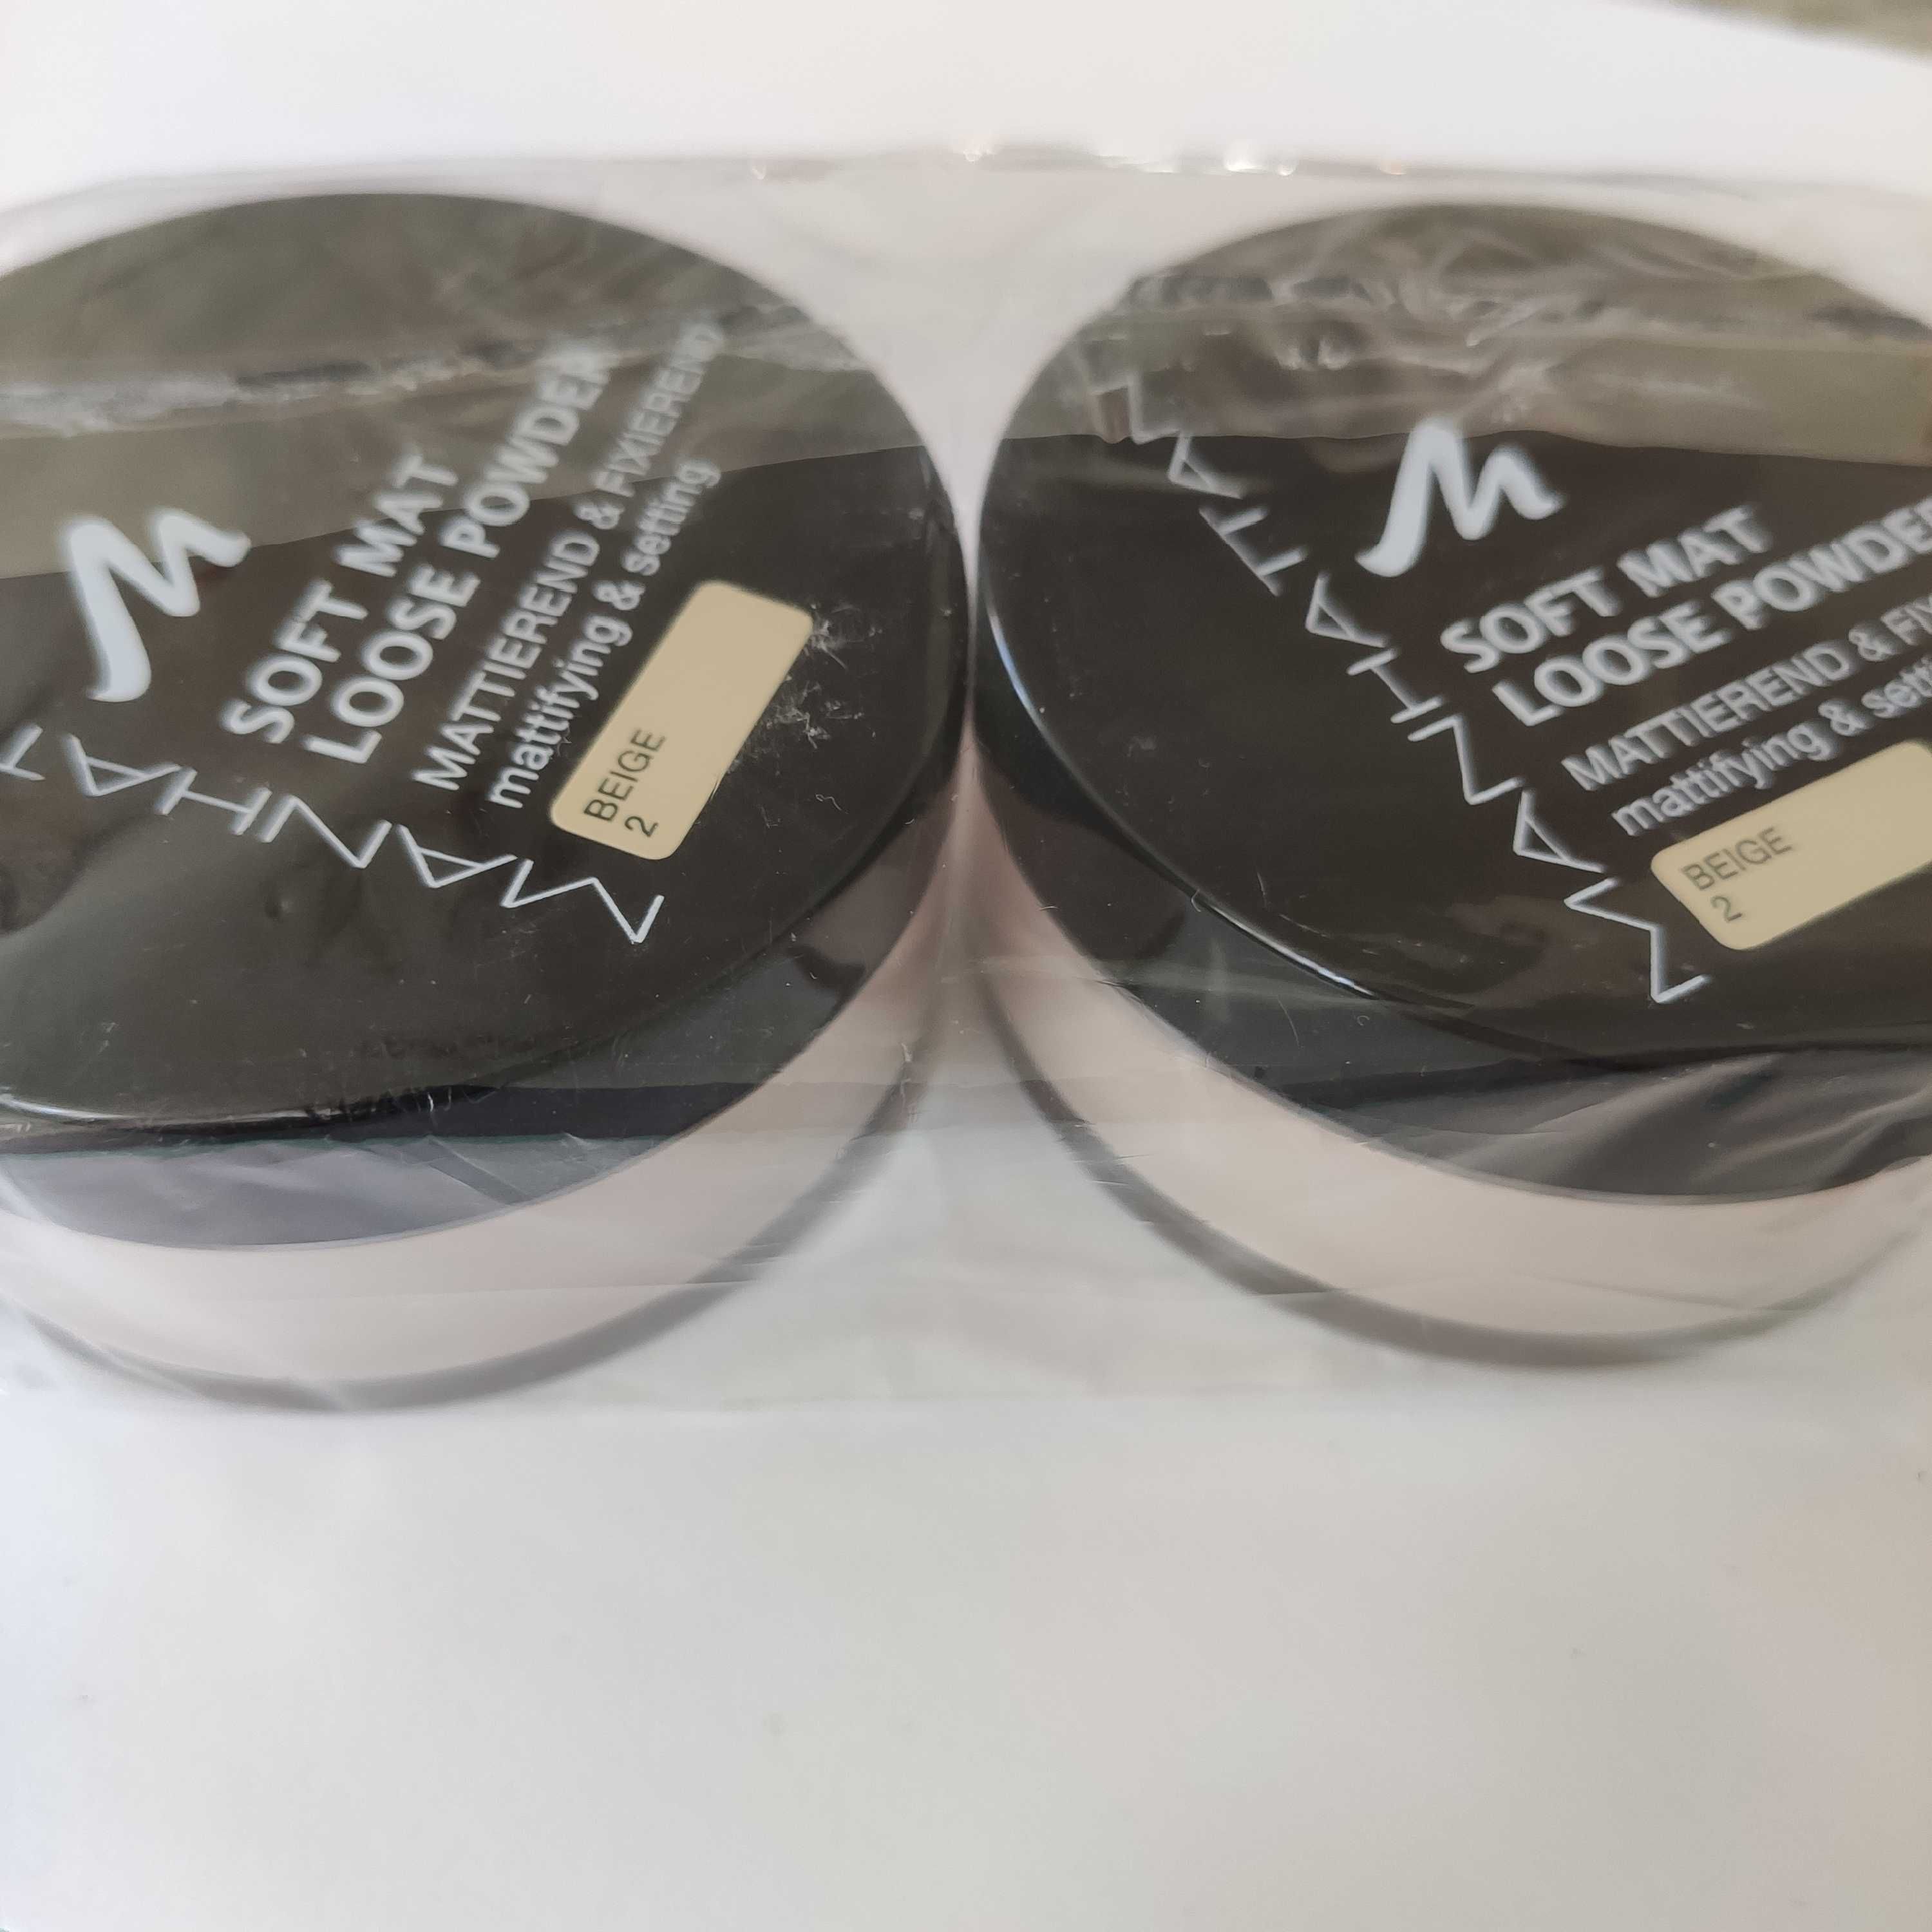 M
SOFT MAT
LOOSE POWDER
MATTIEREND & FIXIEREND
mattifying & setting
BEIGE
2
MANHAT
M
SOFT MAT
LOOSE POWDER
MATTIEREND & FIX
mattifying & sett
BEIGE
2
MANHATTAN